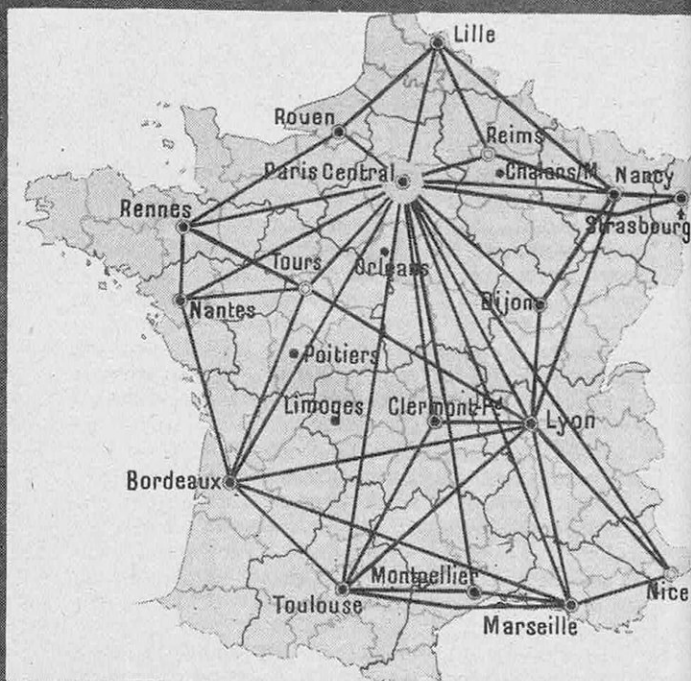 Lille
Rouen
Reims
Paris Central
Chalons/M
Nancy
Strasbourg
Rennes
Tours
Orléans
Dijon
Nantes
Poitiers
Limoges
Clermont-Fd
Lyon
Bordeaux
Montpellier
Toulouse
Marseille
Nice